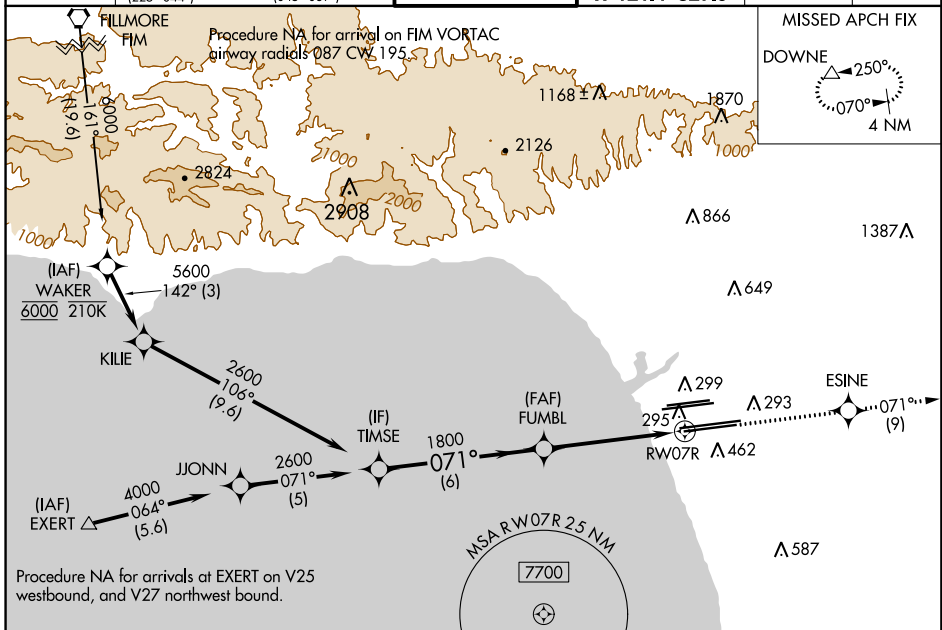 FILLMORE
FIM
Procedure NA for arrival on FIM VORTAC
airway radials 087 CW 195
MISSED APCH FIX
DOWNE
250°
070°
4 NM
6000
161°
(19.6)
1168 ±
1870
1000
2126
1000
2824
2908
2000
1000
866
1387
649
(IAF)
WAKER
6000 210K
5600
142° (3)
KILIE
2600
106°
(9.6)
299
295
293
462
RW07R
ESINE
071°
(9)
(FAF)
FUMBL
(IF)
TIMSE
1800
071°
(6)
JJONN
2600
071°
(5)
4000
064°
(5.6)
(IAF)
EXERT
587
MSA RW07R 25 NM
7700
Procedure NA for arrivals at EXERT on V25
westbound, and V27 northwest bound.